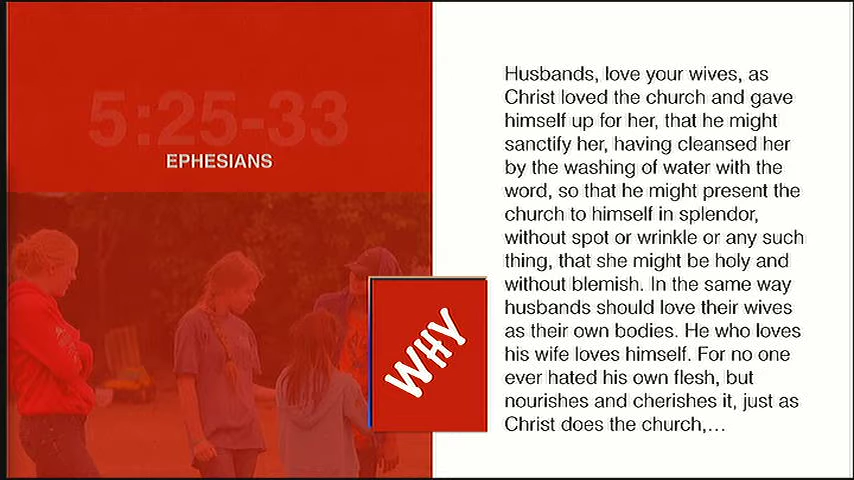 5:25-33
EPHESIANS
WHY
Husbands, love your wives, as
Christ loved the church and gave
himself up for her, that he might
sanctify her, having cleansed her
by the washing of water with the
word, so that he might present the
church to himself in splendor,
without spot or wrinkle or any such
thing, that she might be holy and
without blemish. In the same way
husbands should love their wives
as their own bodies. He who loves
his wife loves himself. For no one
ever hated his own flesh, but
nourishes and cherishes it, just as
Christ does the church,…